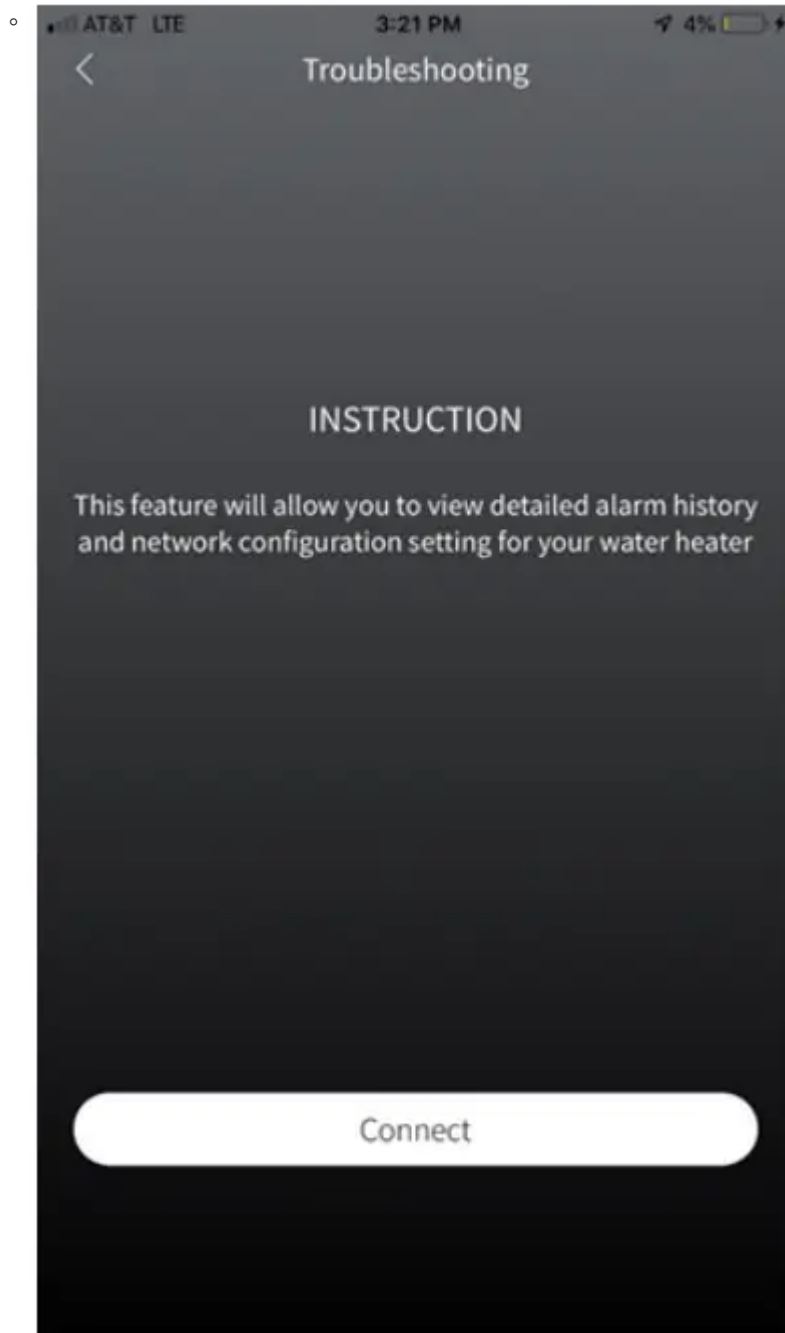 AT&T LTE 3:21 PM 4%
Troubleshooting
INSTRUCTION
This feature will allow you to view detailed alarm history
and network configuration setting for your water heater
Connect